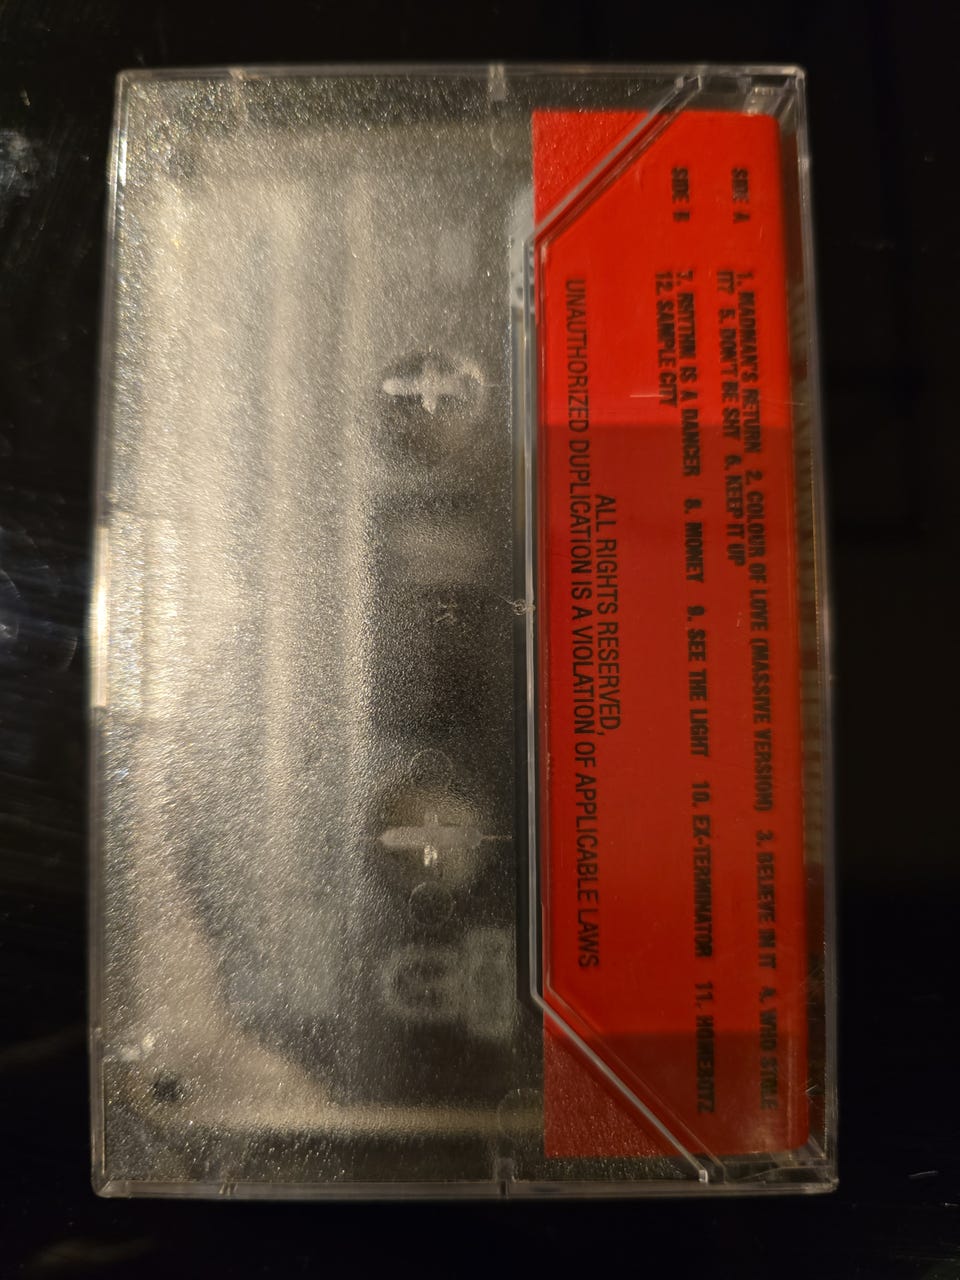 SIDE A 1. MADMAN'S RETURN 2. COLOUR OF LOVE (MASSIVE VERSION) 3. BELIEVE IN IT 4. WHO STOLE
IT? 5. DON'T BE SHY 6. KEEP IT UP
SIDE B 7. RHYTHM IS A DANCER 8. MONEY 9. SEE THE LIGHT 10. EX-TERMINATOR 11. HOMEBOYZ
12. SAMPLE CITY
ALL RIGHTS RESERVED,
UNAUTHORIZED DUPLICATION IS A VIOLATION OF APPLICABLE LAWS